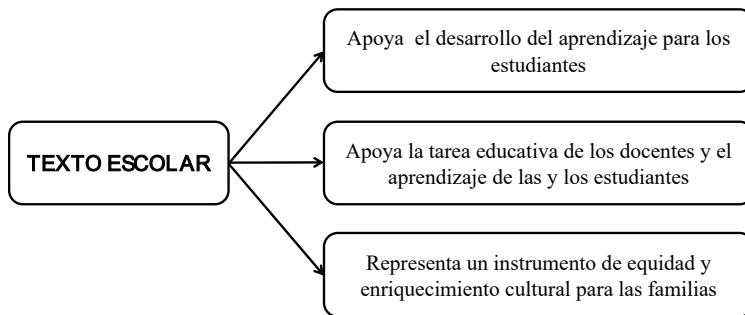 Apoya el desarrollo del aprendizaje para los
estudiantes
TEXTO ESCOLAR
Apoya la tarea educativa de los docentes y el
aprendizaje de las y los estudiantes
Representa un instrumento de equidad y
enriquecimiento cultural para las familias